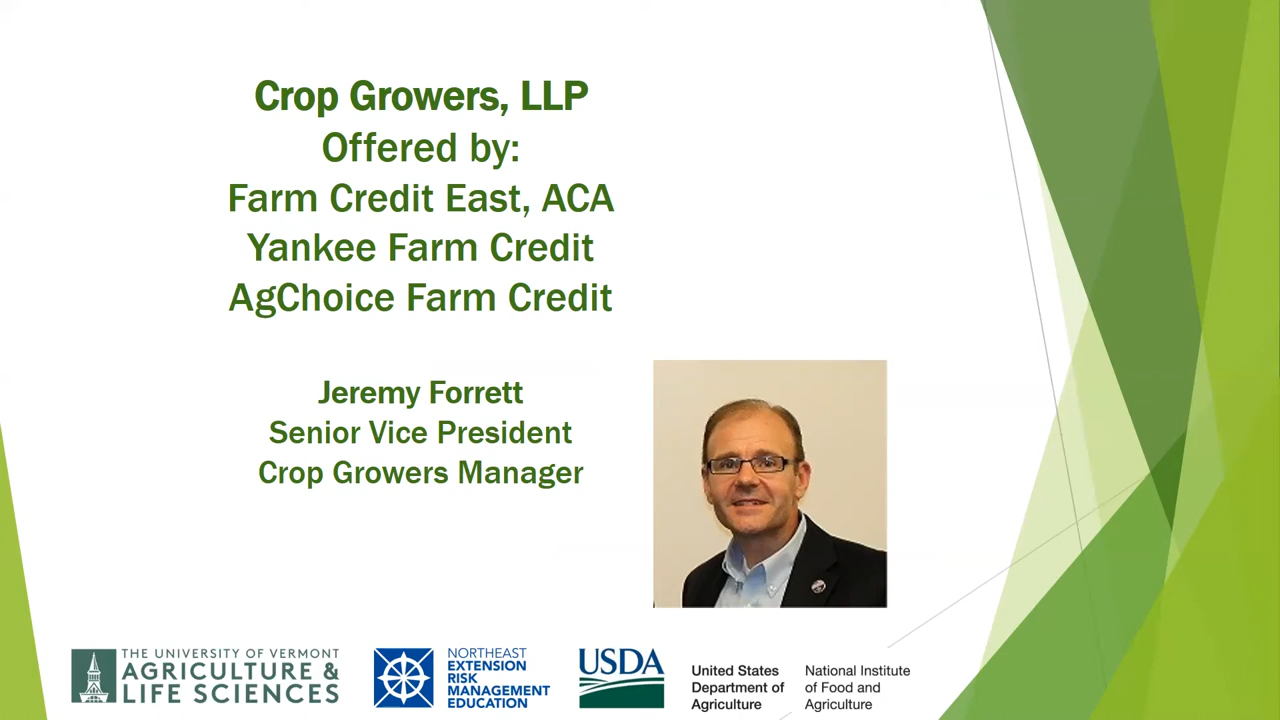 Crop Growers, LLP
Offered by:
Farm Credit East, ACA
Yankee Farm Credit
AgChoice Farm Credit
Jeremy Forrett
Senior Vice President
Crop Growers Manager
THE UNIVERSITY OF VERMONT
AGRICULTURE &
LIFE SCIENCES
NORTHEAST
EXTENSION
RISK
MANAGEMENT
EDUCATION
USDA
United States
Department of
Agriculture
National Institute
of Food and
Agriculture